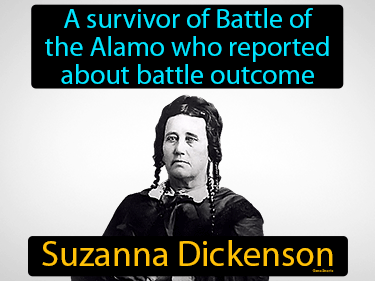 A survivor of Battle of
the Alamo who reported
about battle outcome
Suzanna Dickenson